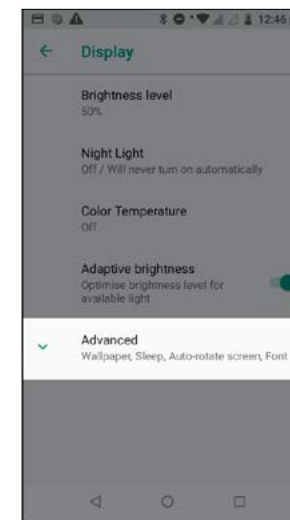 12:46
Display
Brightness level
50%
Night Light
Off / Will never turn on automatically
Color Temperature
Off
Adaptive brightness
Optimise brightness level for
available light
Advanced
Wallpaper, Sleep, Auto-rotate screen, Font